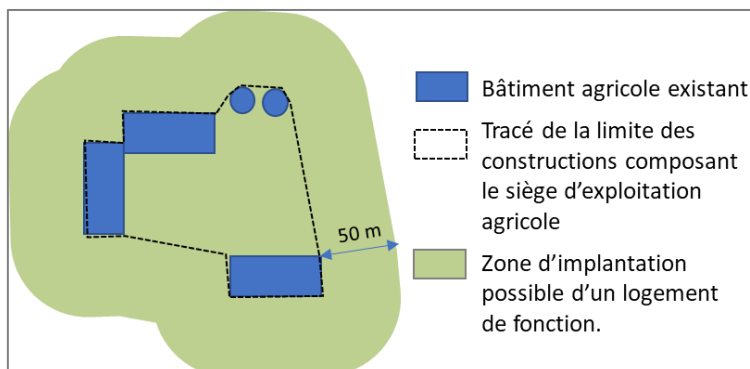 50 m
Bâtiment agricole existant
Tracé de la limite des
constructions composant
le siège d’exploitation
agricole
Zone d’implantation
possible d’un logement
de fonction.